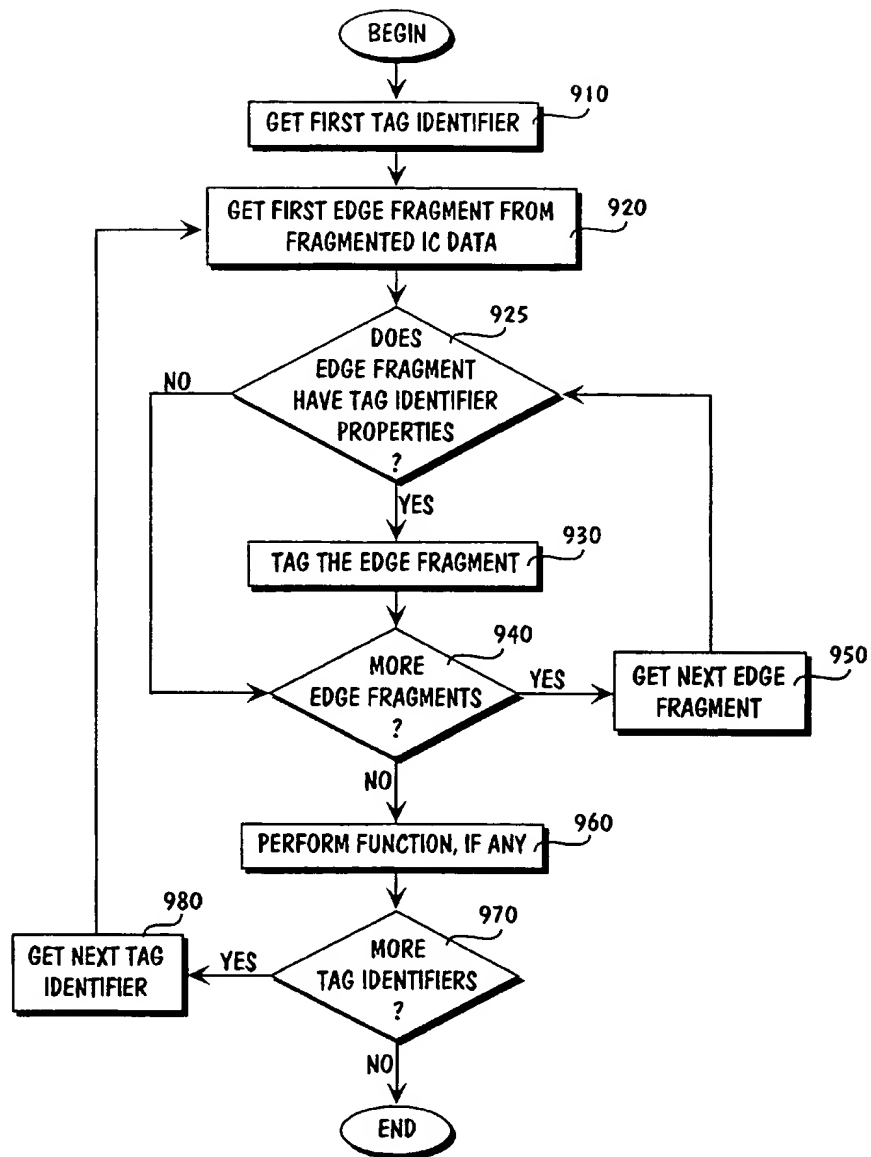 BEGIN
910
GET FIRST TAG IDENTIFIER
GET FIRST EDGE FRAGMENT FROM
FRAGMENTED IC DATA
920
925
DOES
EDGE FRAGMENT
HAVE TAG IDENTIFIER
PROPERTIES
?
NO
YES
930
TAG THE EDGE FRAGMENT
940
MORE
EDGE FRAGMENTS
?
YES
GET NEXT EDGE
FRAGMENT
950
NO
PERFORM FUNCTION, IF ANY
960
970
MORE
TAG IDENTIFIERS
?
YES
980
GET NEXT TAG
IDENTIFIER
NO
END